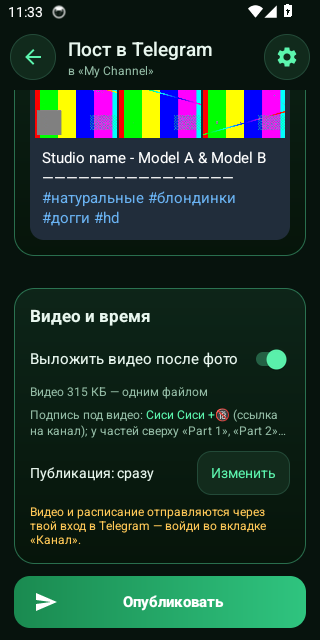 11:33
Пост в Telegram
в «My Channel»
Studio name - Model A & Model B
————————————————
#натуральные #блондинки
#догги #hd
Видео и время
Выложить видео после фото
Видео 315 КБ — одним файлом
Подпись под видео: Сиси Сиси +🔞 (ссылка
на канал); у частей сверху «Part 1», «Part 2»…
Публикация: сразу
Изменить
Видео и расписание отправляются через
твой вход в Telegram — войди во вкладке
«Канал».
Опубликовать